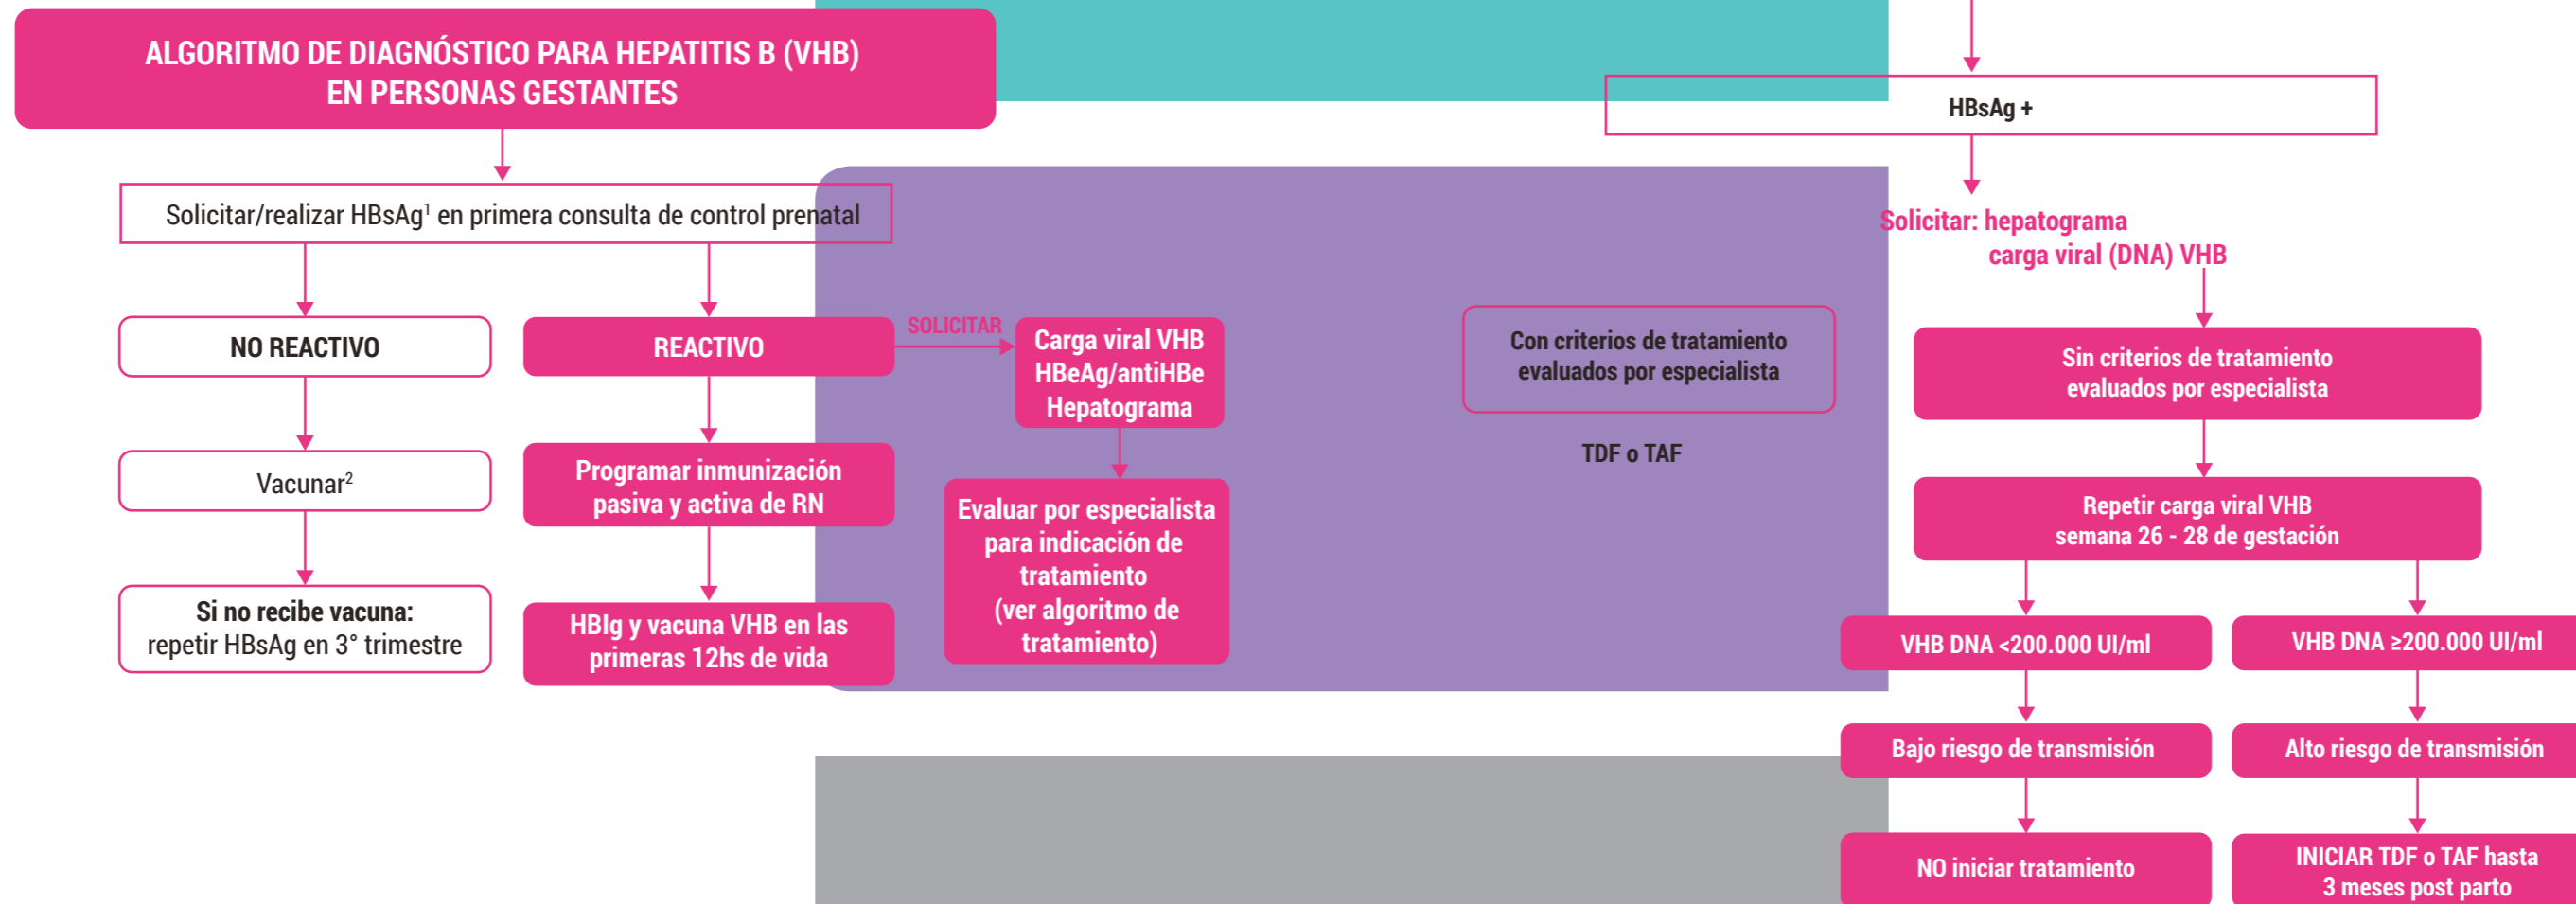 ALGORITMO DE DIAGNÓSTICO PARA HEPATITIS B (VHB)
EN PERSONAS GESTANTES
Solicitar/realizar HBsAg¹ en primera consulta de control prenatal
NO REACTIVO
Vacunar²
Si no recibe vacuna:
repetir HBsAg en 3° trimestre
REACTIVO
Programar inmunización
pasiva y activa de RN
HBIg y vacuna VHB en las
primeras 12hs de vida
SOLICITAR
Carga viral VHB
HBeAg/antiHBe
Hepatograma
Evaluar por especialista
para indicación de
tratamiento
(ver algoritmo de
tratamiento)
HBsAg +
Solicitar: hepatograma
carga viral (DNA) VHB
Con criterios de tratamiento
evaluados por especialista
TDF o TAF
Sin criterios de tratamiento
evaluados por especialista
Repetir carga viral VHB
semana 26 - 28 de gestación
VHB DNA <200.000 UI/ml
Bajo riesgo de transmisión
NO iniciar tratamiento
VHB DNA ≥200.000 UI/ml
Alto riesgo de transmisión
INICIAR TDF o TAF hasta
3 meses post parto